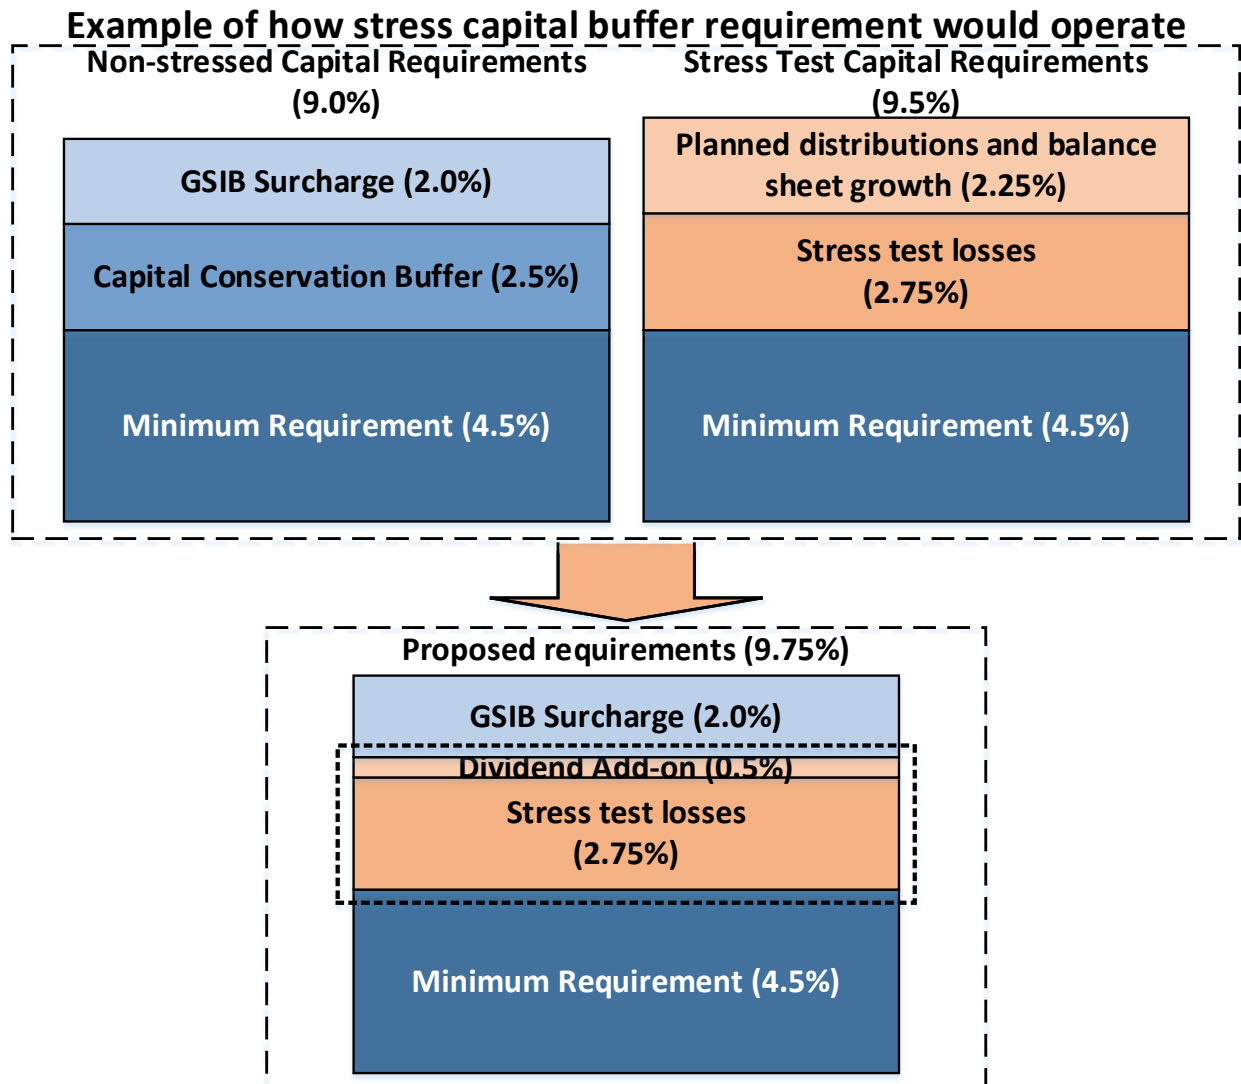 Example of how stress capital buffer requirement would operate
Non-stressed Capital Requirements
(9.0%)
GSIB Surcharge (2.0%)
Capital Conservation Buffer (2.5%)
Minimum Requirement (4.5%)
Stress Test Capital Requirements
(9.5%)
Planned distributions and balance
sheet growth (2.25%)
Stress test losses
(2.75%)
Minimum Requirement (4.5%)
Proposed requirements (9.75%)
GSIB Surcharge (2.0%)
Dividend Add-on (0.5%)
Stress test losses
(2.75%)
Minimum Requirement (4.5%)